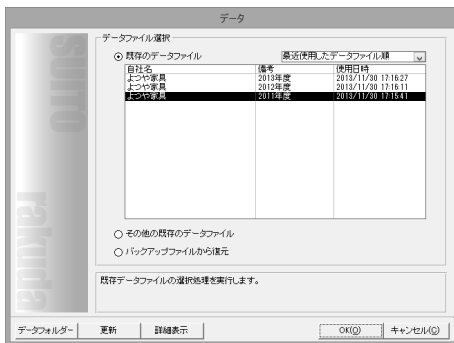 データ
データファイル選択
既存のデータファイル
最近使用したデータファイル順
自社名 備考 使用日時
よつや家具 2013年度 2013/11/30 17:16:27
よつや家具 2012年度 2013/11/30 17:16:11
よつや家具 2011年度 2013/11/30 17:15:41
その他の既存のデータファイル
バックアップファイルから復元
既存データファイルの選択処理を実行します。
SUITO
rakuda
データフォルダー 更新 詳細表示 OK(O) キャンセル(C)